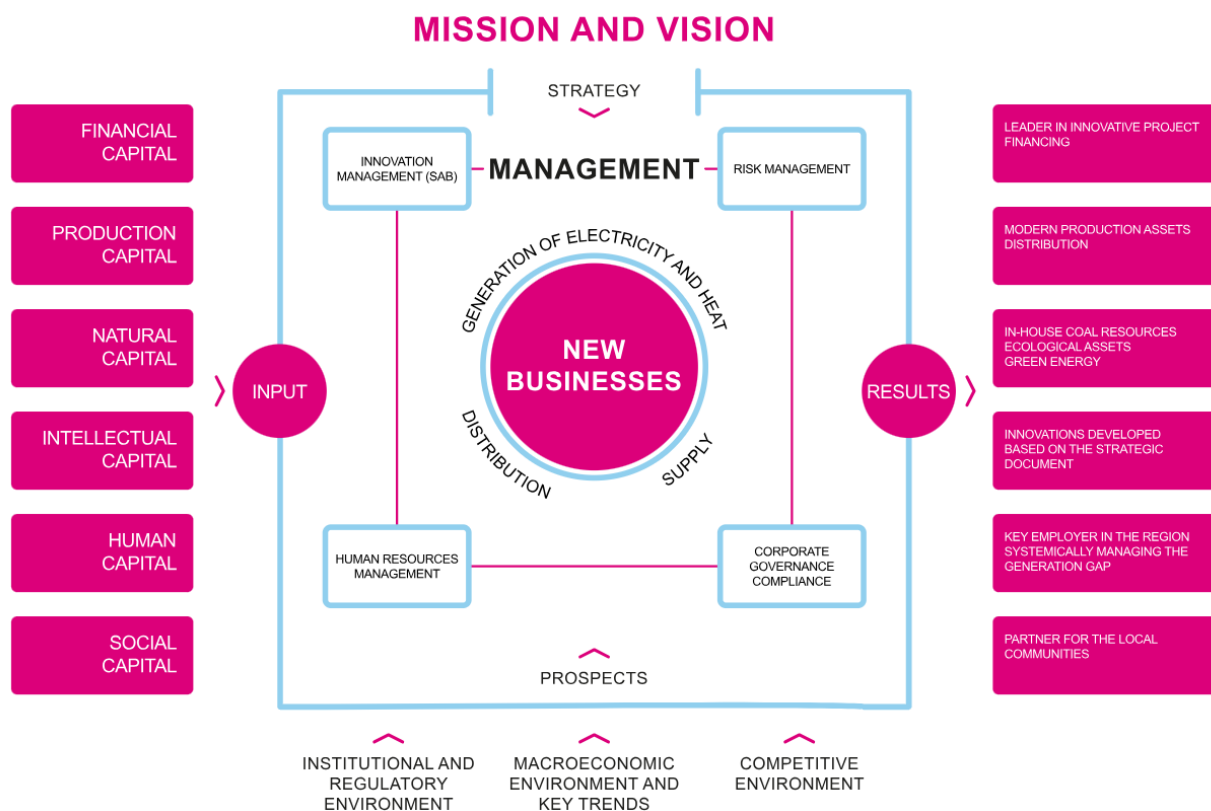 MISSION AND VISION
STRATEGY
FINANCIAL
CAPITAL
PRODUCTION
CAPITAL
NATURAL
CAPITAL
INTELLECTUAL
CAPITAL
HUMAN
CAPITAL
SOCIAL
CAPITAL
INPUT
INNOVATION
MANAGEMENT (SAB)
MANAGEMENT
RISK MANAGEMENT
GENERATION OF ELECTRICITY AND HEAT
NEW
BUSINESSES
DISTRIBUTION
SUPPLY
HUMAN RESOURCES
MANAGEMENT
CORPORATE
GOVERNANCE
COMPLIANCE
PROSPECTS
INSTITUTIONAL AND
REGULATORY
ENVIRONMENT
MACROECONOMIC
ENVIRONMENT AND
KEY TRENDS
COMPETITIVE
ENVIRONMENT
RESULTS
LEADER IN INNOVATIVE PROJECT
FINANCING
MODERN PRODUCTION ASSETS
DISTRIBUTION
IN-HOUSE COAL RESOURCES
ECOLOGICAL ASSETS
GREEN ENERGY
INNOVATIONS DEVELOPED
BASED ON THE STRATEGIC
DOCUMENT
KEY EMPLOYER IN THE REGION
SYSTEMICALLY MANAGING THE
GENERATION GAP
PARTNER FOR THE LOCAL
COMMUNITIES